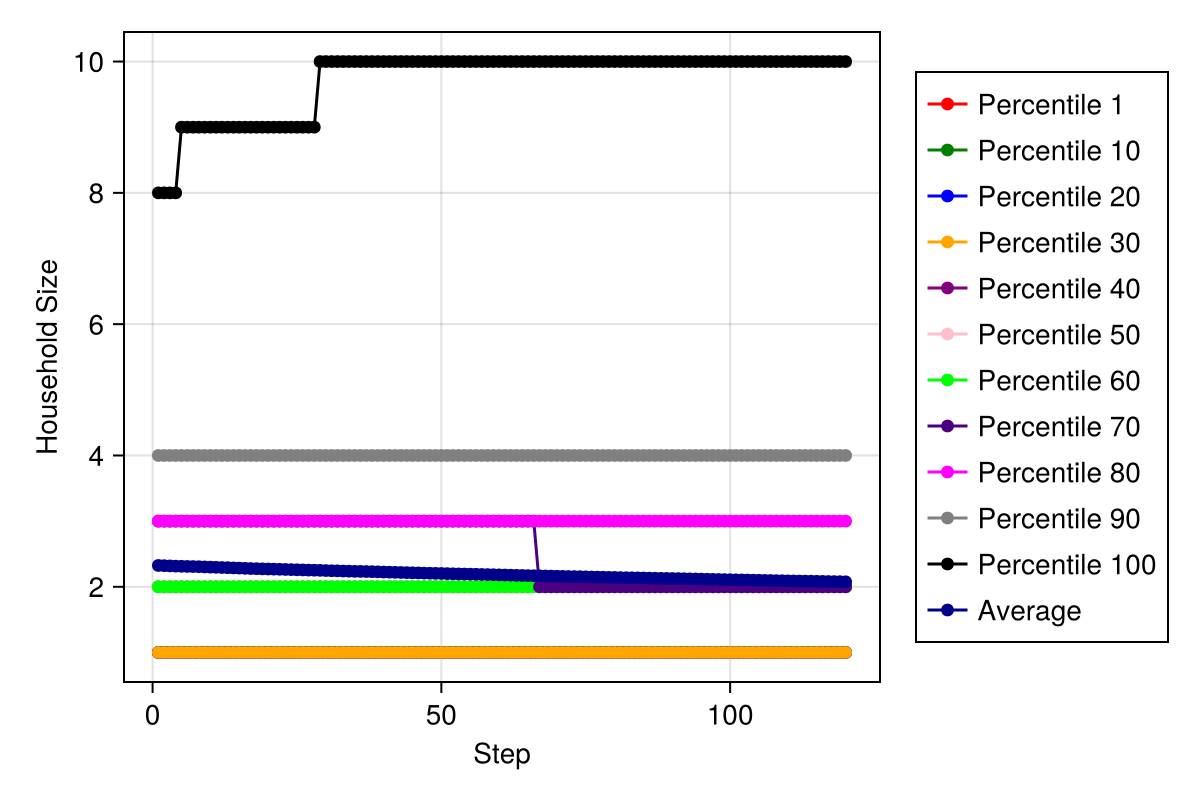 10
8
6
4
2
Household Size
0
50
100
Step
Percentile 1
Percentile 10
Percentile 20
Percentile 30
Percentile 40
Percentile 50
Percentile 60
Percentile 70
Percentile 80
Percentile 90
Percentile 100
Average